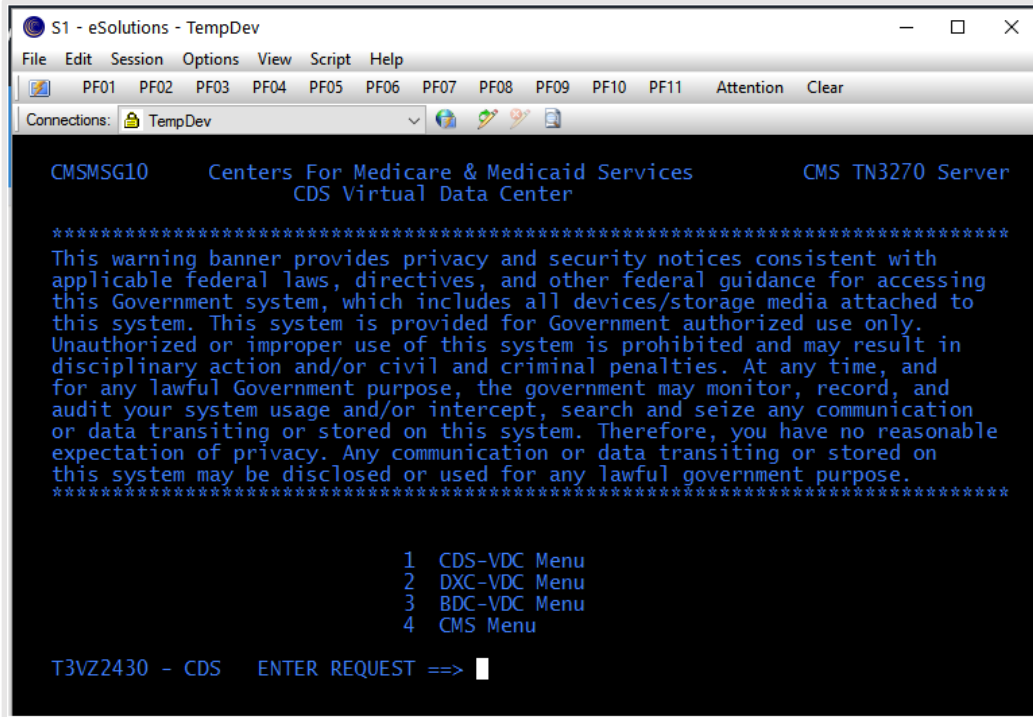 S1 - eSolutions - TempDev
File Edit Session Options View Script Help
PF01 PF02 PF03 PF04 PF05 PF06 PF07 PF08 PF09 PF10 PF11 Attention Clear
Connections: TempDev
CMSMSG10 Centers For Medicare & Medicaid Services CMS TN3270 Server
CDS Virtual Data Center
*******************************************************************************
This warning banner provides privacy and security notices consistent with
applicable federal laws, directives, and other federal guidance for accessing
this Government system, which includes all devices/storage media attached to
this system. This system is provided for Government authorized use only.
Unauthorized or improper use of this system is prohibited and may result in
disciplinary action and/or civil and criminal penalties. At any time, and
for any lawful Government purpose, the government may monitor, record, and
audit your system usage and/or intercept, search and seize any communication
or data transiting or stored on this system. Therefore, you have no reasonable
expectation of privacy. Any communication or data transiting or stored on
this system may be disclosed or used for any lawful government purpose.
*******************************************************************************
1 CDS-VDC Menu
2 DXC-VDC Menu
3 BDC-VDC Menu
4 CMS Menu
T3VZ2430 - CDS ENTER REQUEST ==>